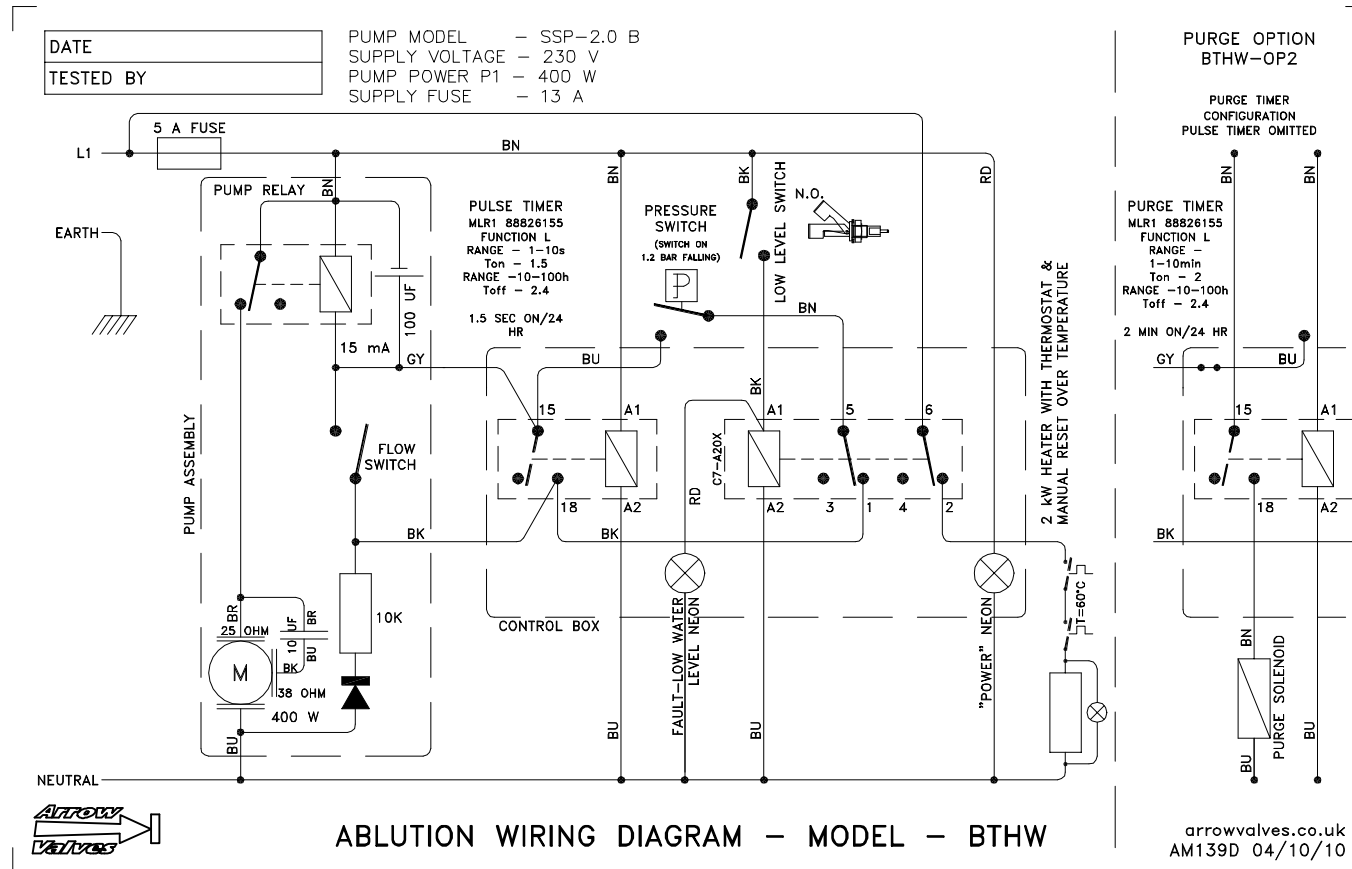 DATE
TESTED BY
PUMP MODEL - SSP-2.0 B
SUPPLY VOLTAGE - 230 V
PUMP POWER P1 - 400 W
SUPPLY FUSE - 13 A
PURGE OPTION
BTHW-OP2
PURGE TIMER
CONFIGURATION
PULSE TIMER OMITTED
5 A FUSE
L1
BN
PUMP RELAY
BN
EARTH
15 mA
100 UF
GY
PUMP ASSEMBLY
FLOW
SWITCH
BK
10K
BR
25 OHM
10 UF
BR
BU
BK
M
38 OHM
400 W
BU
NEUTRAL
PULSE TIMER
MLR1 88826155
FUNCTION L
RANGE - 1-10s
Ton - 1.5
RANGE -10-100h
Toff - 2.4
1.5 SEC ON/24
HR
BN
PRESSURE
SWITCH
(SWITCH ON
1.2 BAR FALLING)
P
BK
LOW LEVEL SWITCH
N.O.
BN
RD
BU
BK
15
A1
A1
5
6
C7-A20X
18
A2
A2
3
1
4
2
BK
RD
CONTROL BOX
FAULT-LOW WATER
LEVEL NEON
"POWER" NEON
BU
BU
2 kW HEATER WITH THERMOSTAT &
MANUAL RESET OVER TEMPERATURE
T=60°C
BN
BN
PURGE TIMER
MLR1 88826155
FUNCTION L
RANGE -
1-10min
Ton - 2
RANGE -10-100h
Toff - 2.4
2 MIN ON/24 HR
GY
BU
15
A1
18
A2
BK
BN
PURGE SOLENOID
BU
BU
Arrow
Valves
ABLUTION WIRING DIAGRAM - MODEL - BTHW
arrowvalves.co.uk
AM139D 04/10/10